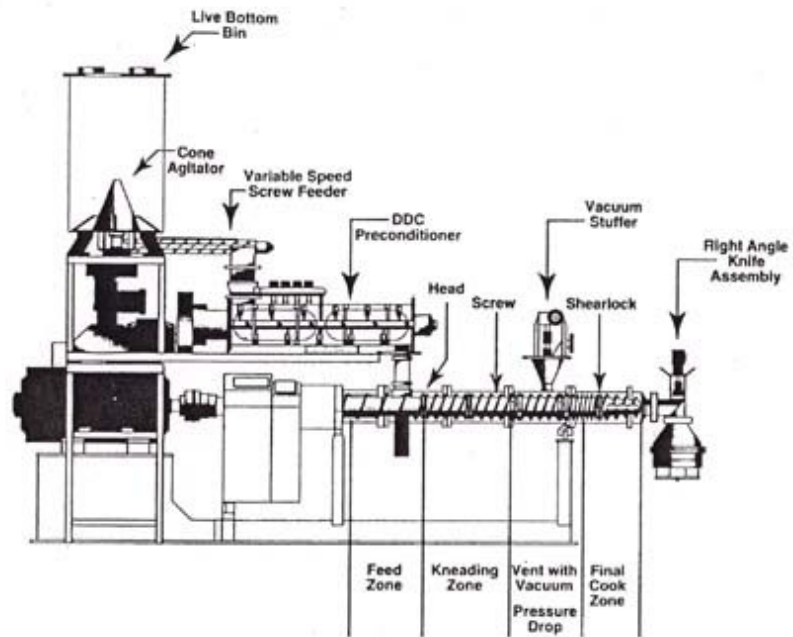 Live Bottom
Bin
Cone
Agitator
Variable Speed
Screw Feeder
DDC
Preconditioner
Vacuum
Stuffer
Right Angle
Knife
Assembly
Head
Screw
Shearlock
Feed
Zone
Kneading
Zone
Vent with
Vacuum
Pressure
Drop
Final
Cook
Zone